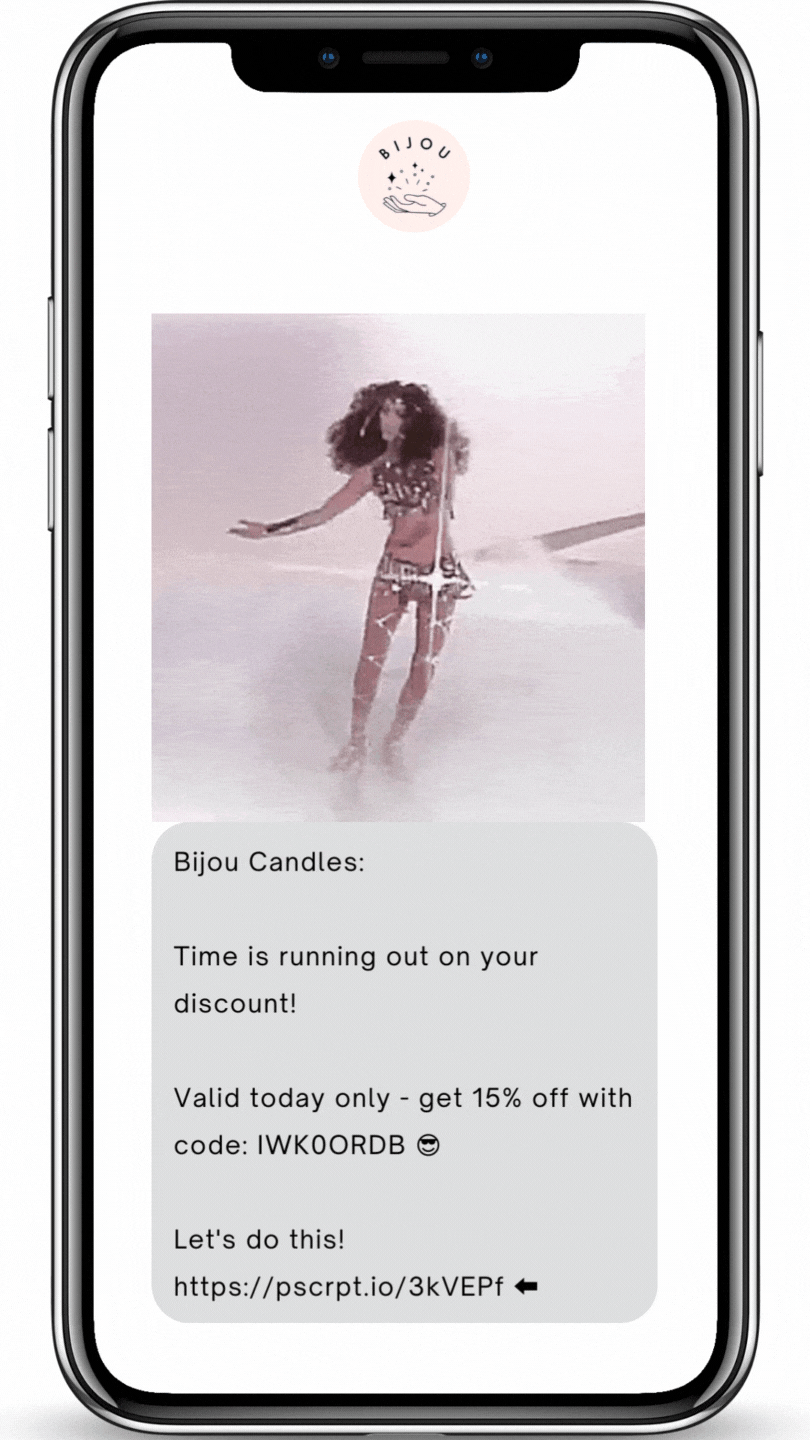 BIJOU
Bijou Candles:
Time is running out on your
discount!
Valid today only - get 15% off with
code: IWK0ORDB 😎
Let's do this!
https://pscrpt.io/3kVEPf ⬅